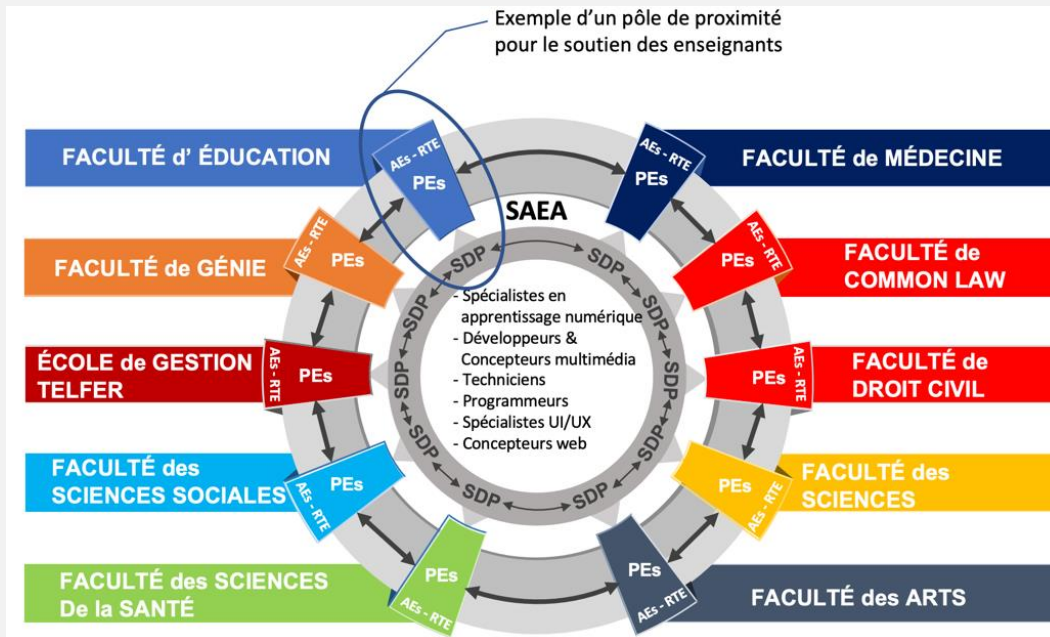 Exemple d'un pôle de proximité
pour le soutien des enseignants
FACULTÉ d' ÉDUCATION
AEs - RTE
PEs
AEs - RTE
PEs
FACULTÉ de MÉDECINE
SAEA
FACULTÉ de GÉNIE
AEs - RTE
PEs
AEs - RTE
PEs
FACULTÉ de
COMMON LAW
ÉCOLE de GESTION
TELFER
AEs - RTE
PEs
AEs - RTE
PEs
FACULTÉ de
DROIT CIVIL
FACULTÉ des
SCIENCES SOCIALES
AEs - RTE
PEs
AEs - RTE
PEs
FACULTÉ des
SCIENCES
FACULTÉ des SCIENCES
De la SANTÉ
PEs
AEs - RTE
PEs
AEs - RTE
FACULTÉ des ARTS
SDP
SDP
SDP
SDP
SDP
SDP
SDP
SDP
SDP
SDP
- Spécialistes en
apprentissage numérique
- Développeurs &
Concepteurs multimédia
- Techniciens
- Programmeurs
- Spécialistes UI/UX
- Concepteurs web